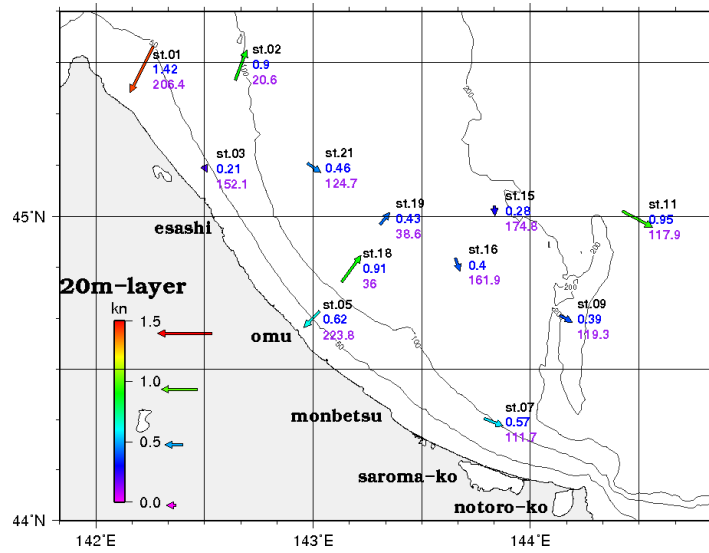 st.01
1.42
206.4
st.02
0.9
20.6
st.03
0.21
152.1
st.21
0.46
124.7
st.19
0.43
38.6
st.15
0.28
174.8
st.11
0.95
117.9
st.18
0.91
36
st.16
0.4
161.9
st.05
0.62
223.8
st.09
0.39
119.3
st.07
0.57
111.7
200
200
200
45°N
44°N
esashi
omu
monbetsu
saroma-ko
notoro-ko
20m-layer
kn
1.5
1.0
0.5
0.0
142°E
143°E
144°E